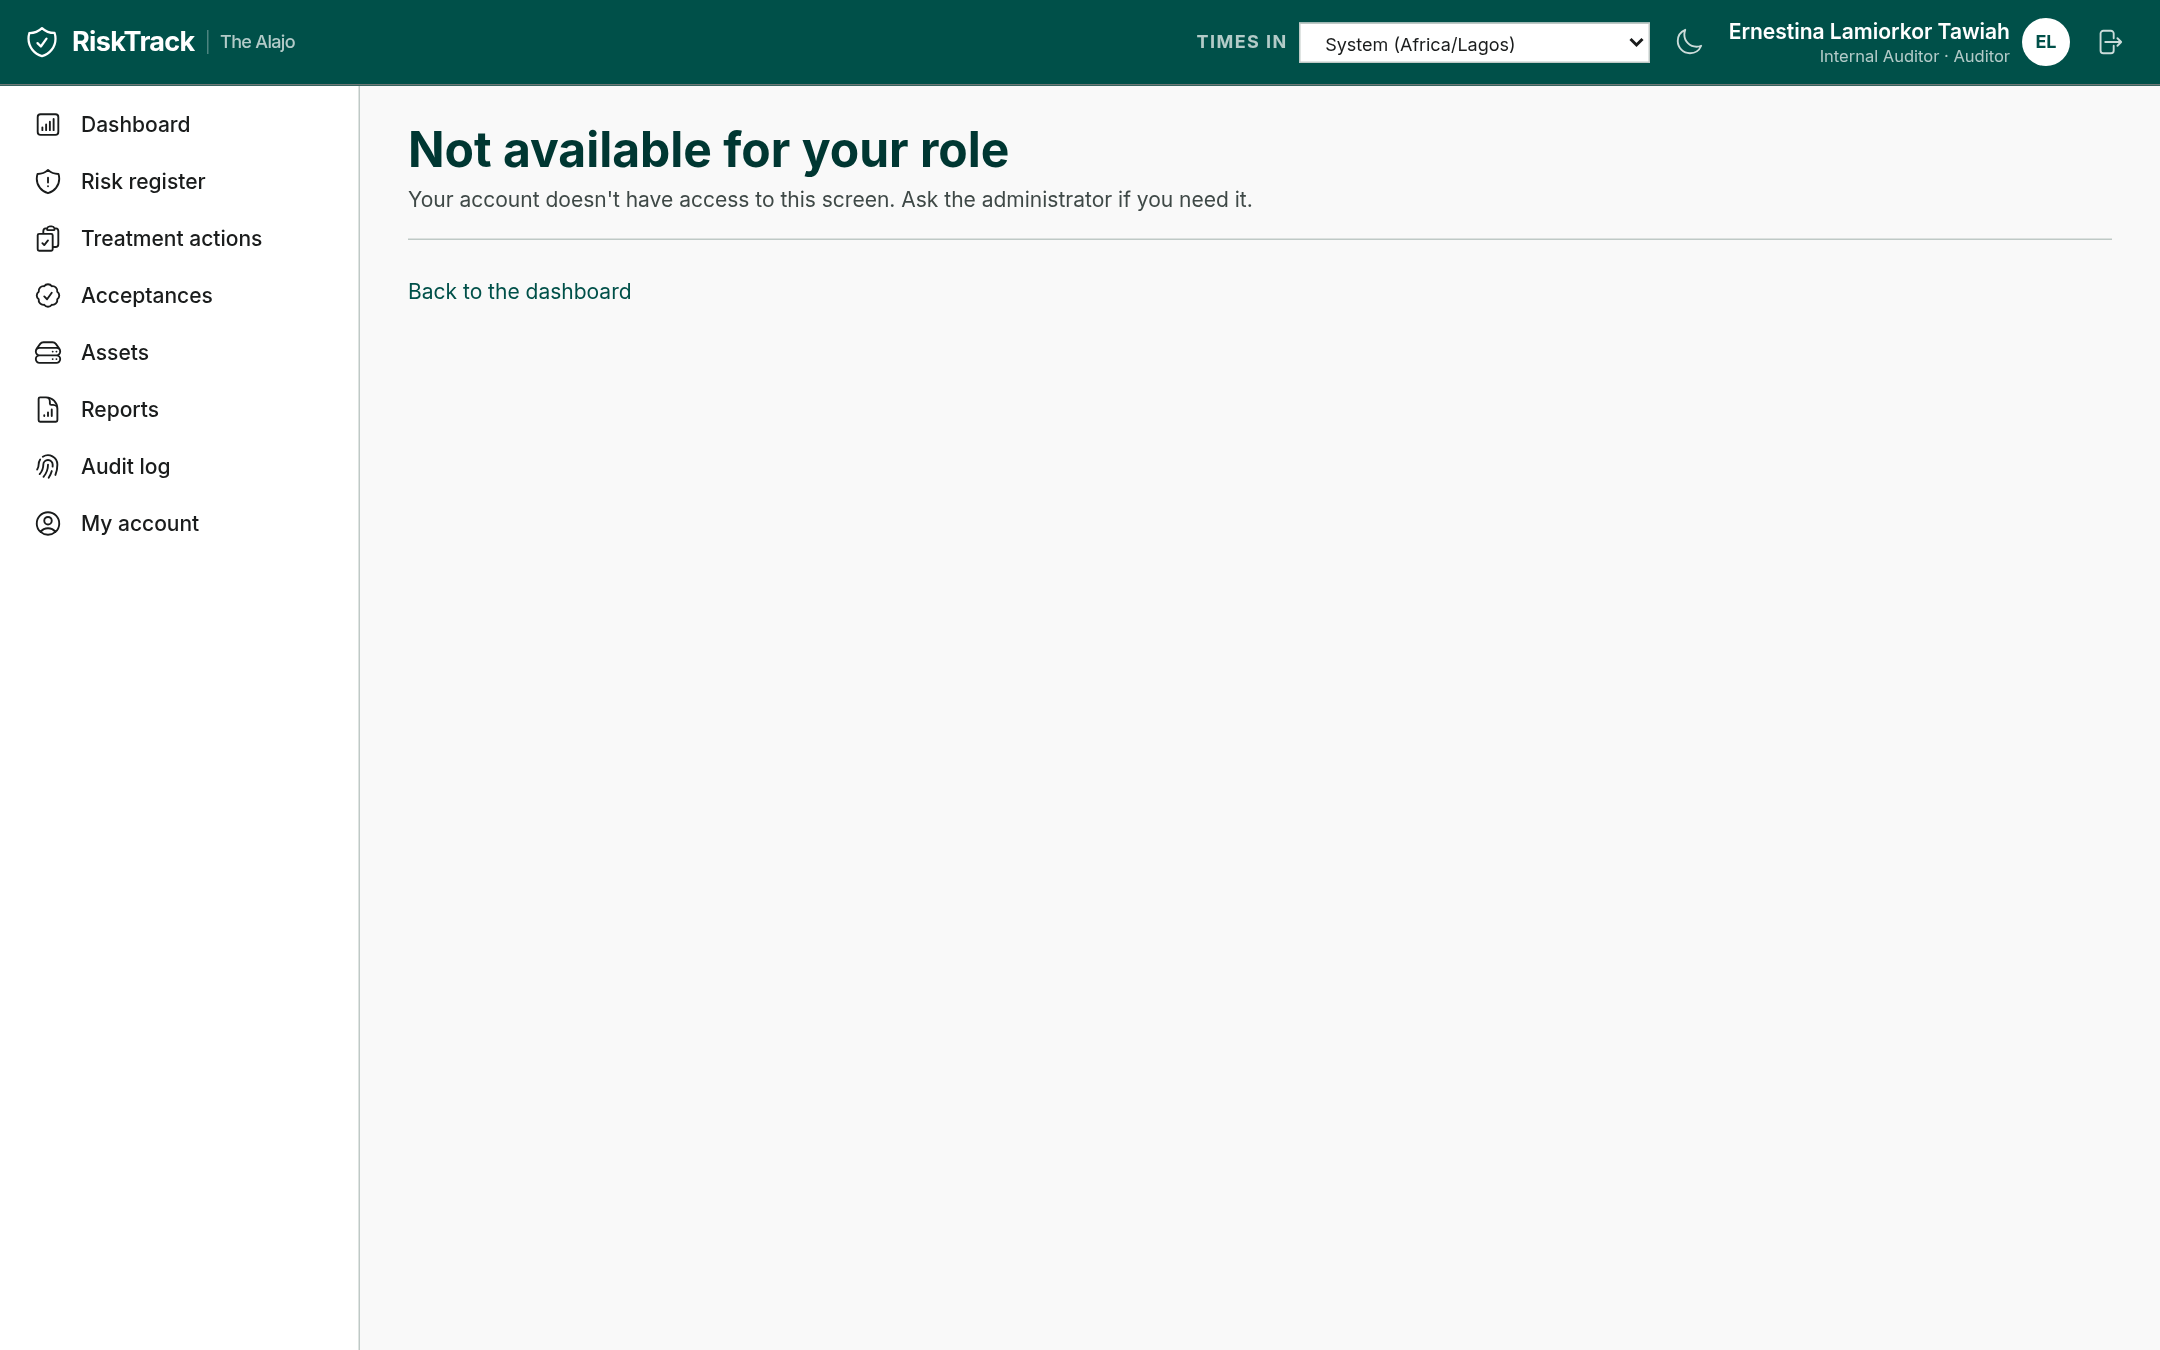 RiskTrack
The Alajo
TIMES IN
System (Africa/Lagos)
Ernestina Lamiorkor Tawiah
Internal Auditor · Auditor
EL
Dashboard
Risk register
Treatment actions
Acceptances
Assets
Reports
Audit log
My account
Not available for your role
Your account doesn't have access to this screen. Ask the administrator if you need it.
Back to the dashboard